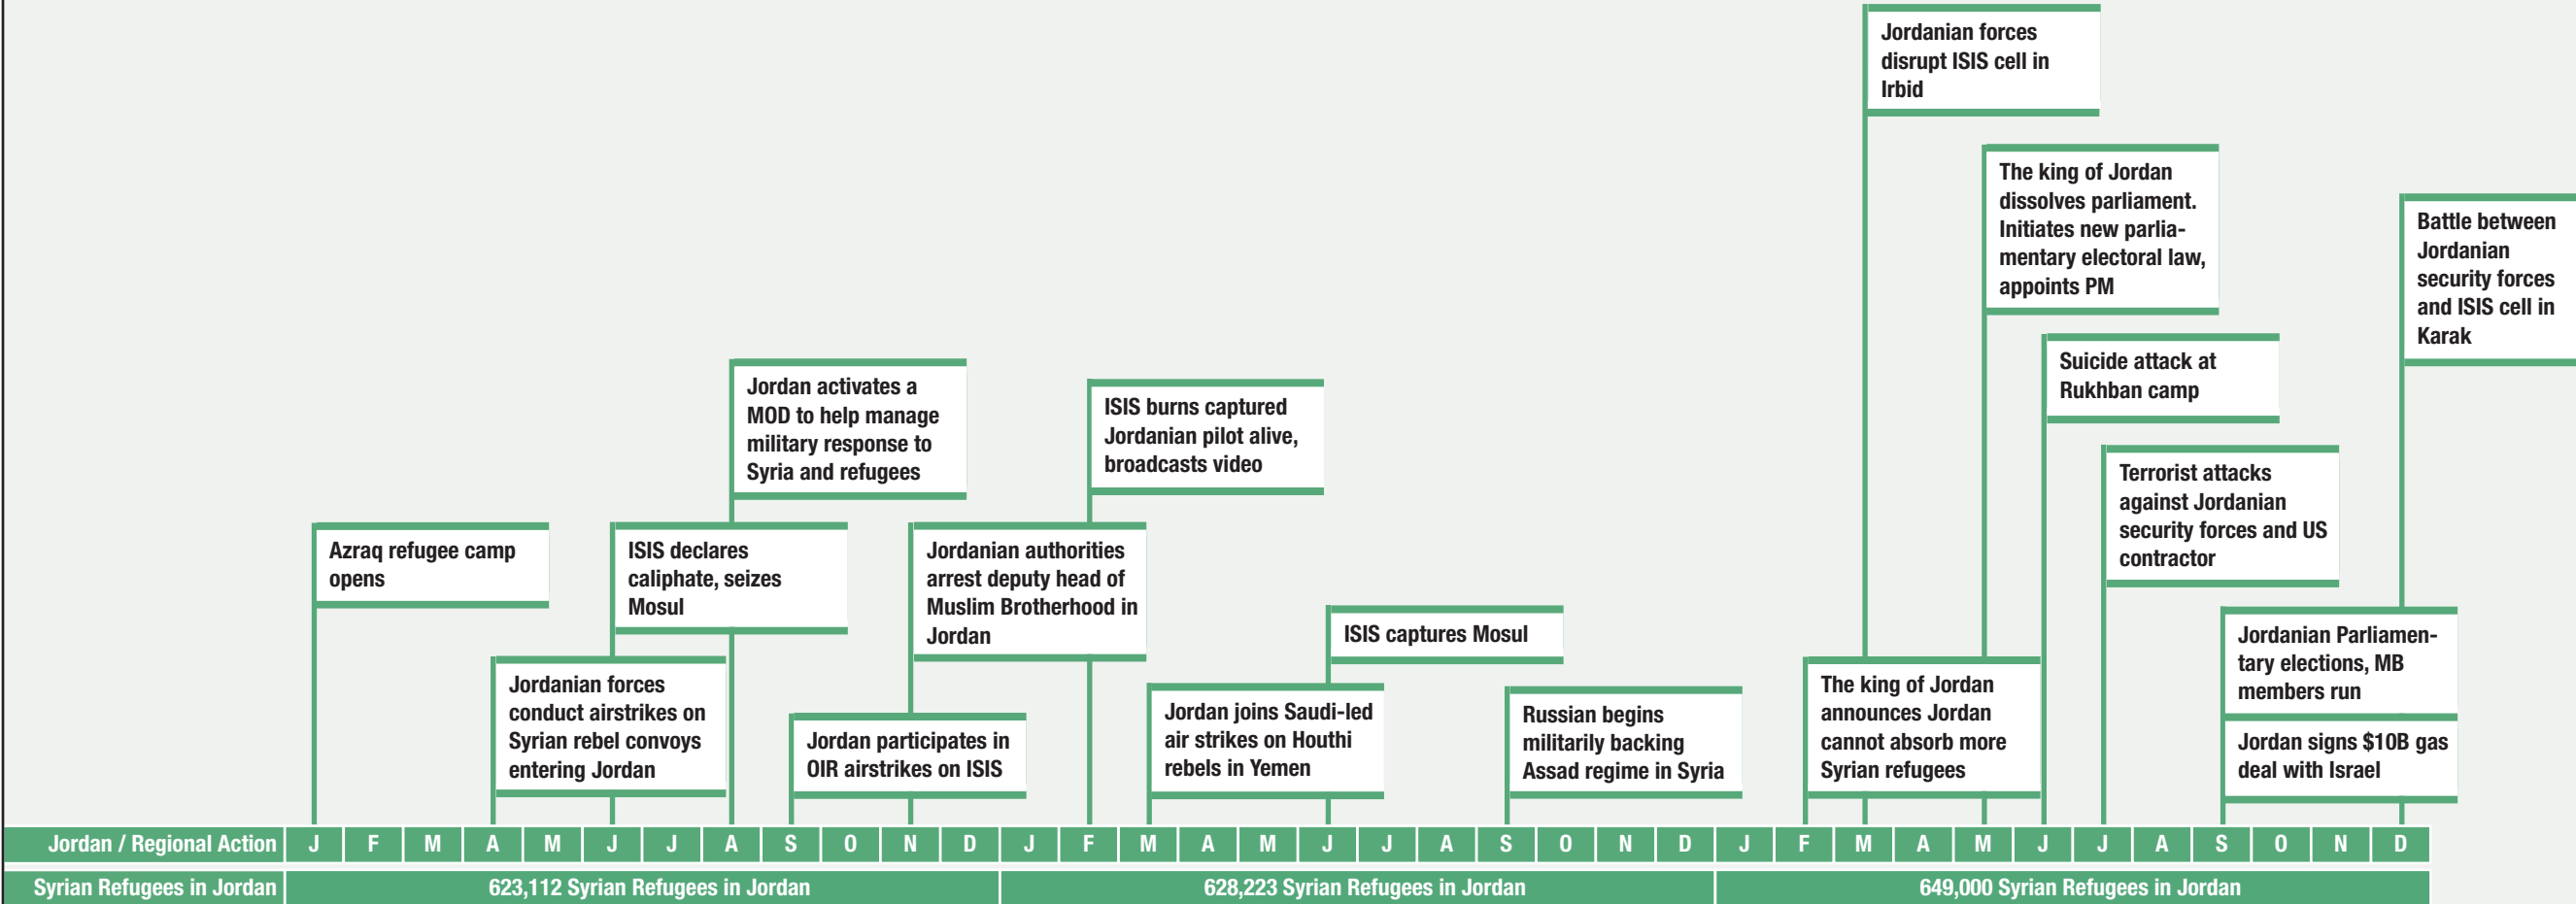 Jordanian forces
disrupt ISIS cell in
Irbid
The king of Jordan
dissolves parliament.
Initiates new parlia-
mentary electoral law,
appoints PM
Battle between
Jordanian
security forces
and ISIS cell in
Karak
Suicide attack at
Rukhban camp
Jordan activates a
MOD to help manage
military response to
Syria and refugees
ISIS burns captured
Jordanian pilot alive,
broadcasts video
Terrorist attacks
against Jordanian
security forces and US
contractor
Azraq refugee camp
opens
ISIS declares
caliphate, seizes
Mosul
Jordanian authorities
arrest deputy head of
Muslim Brotherhood in
Jordan
ISIS captures Mosul
Jordanian Parliamen-
tary elections, MB
members run
Jordanian forces
conduct airstrikes on
Syrian rebel convoys
entering Jordan
Jordan participates in
OIR airstrikes on ISIS
Jordan joins Saudi-led
air strikes on Houthi
rebels in Yemen
Russian begins
militarily backing
Assad regime in Syria
The king of Jordan
announces Jordan
cannot absorb more
Syrian refugees
Jordan signs $10B gas
deal with Israel
Jordan / Regional Action J F M A M J J A S O N D J F M A M J J A S O N D J F M A M J J A S O N D
Syrian Refugees in Jordan 623,112 Syrian Refugees in Jordan 628,223 Syrian Refugees in Jordan 649,000 Syrian Refugees in Jordan